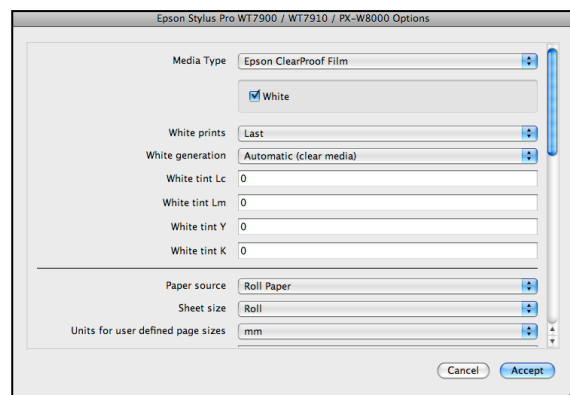 Epson Stylus Pro WT7900 / WT7910 / PX-W8000 Options
Media Type Epson ClearProof Film
White
White prints Last
White generation Automatic (clear media)
White tint Lc 0
White tint Lm 0
White tint Y 0
White tint K 0
Paper source Roll Paper
Sheet size Roll
Units for user defined page sizes mm
Cancel Accept